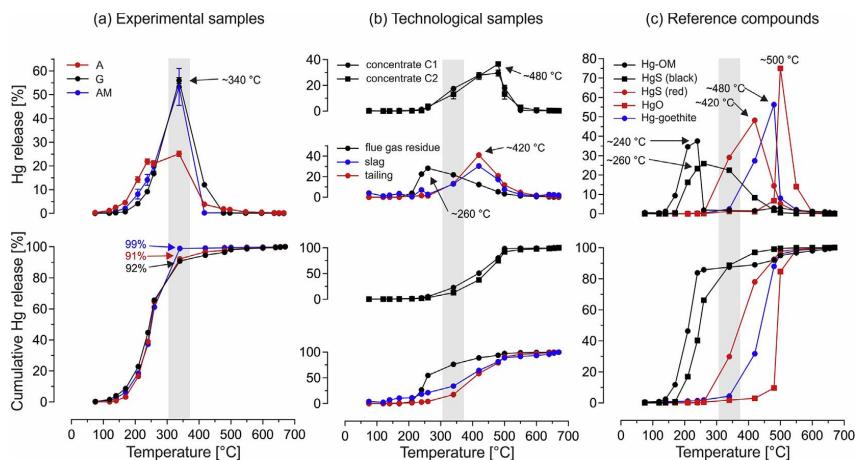 (a) Experimental samples
Hg release [%]
60
50
40
30
20
10
0
A
G
AM
~340 °C
Cumulative Hg release [%]
100
80
60
40
20
0
99%
91%
92%
0 100 200 300 400 500 600 700
Temperature [°C]
(b) Technological samples
40
20
0
concentrate C1
concentrate C2
~480 °C
60
40
20
0
flue gas residue
slag
tailing
~420 °C
~260 °C
100
50
0
100
50
0
0 100 200 300 400 500 600 700
Temperature [°C]
(c) Reference compounds
80
70
60
50
40
30
20
10
0
Hg-OM
HgS (black)
HgS (red)
HgO
Hg-goethite
~500 °C
~480 °C
~420 °C
~240 °C
~260 °C
100
80
60
40
20
0
0 100 200 300 400 500 600 700
Temperature [°C]